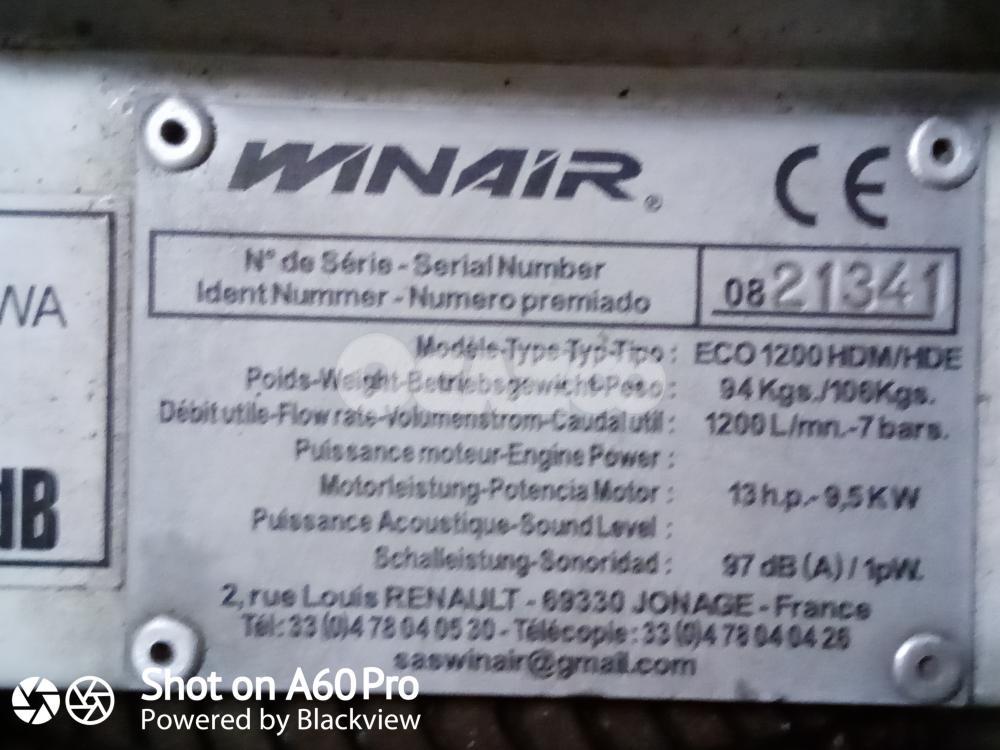 WINAIR®
CE
N° de Série - Serial Number
Ident Nummer - Numero premiado
0821341
Modèle-Type-Typ-Tipo : ECO 1200 HDM/HDE
Poids-Weight-Betriebsgewicht-Peso : 94 Kgs./106Kgs.
Débit utile-Flow rate-Volumenstrom-Caudal util : 1200 L/mn.-7 bars.
Puissance moteur-Engine Power :
Motorleistung-Potencia Motor : 13 h.p.- 9,5 KW
Puissance Acoustique-Sound Level :
Schalleistung-Sonoridad : 97 dB (A) / 1pW.
2, rue Louis RENAULT - 69330 JONAGE - France
Tél : 33 (0)4 78 04 05 30 - Télécopie : 33 (0)4 78 04 04 26
saswinair@gmail.com
WA
dB
Shot on A60Pro
Powered by Blackview